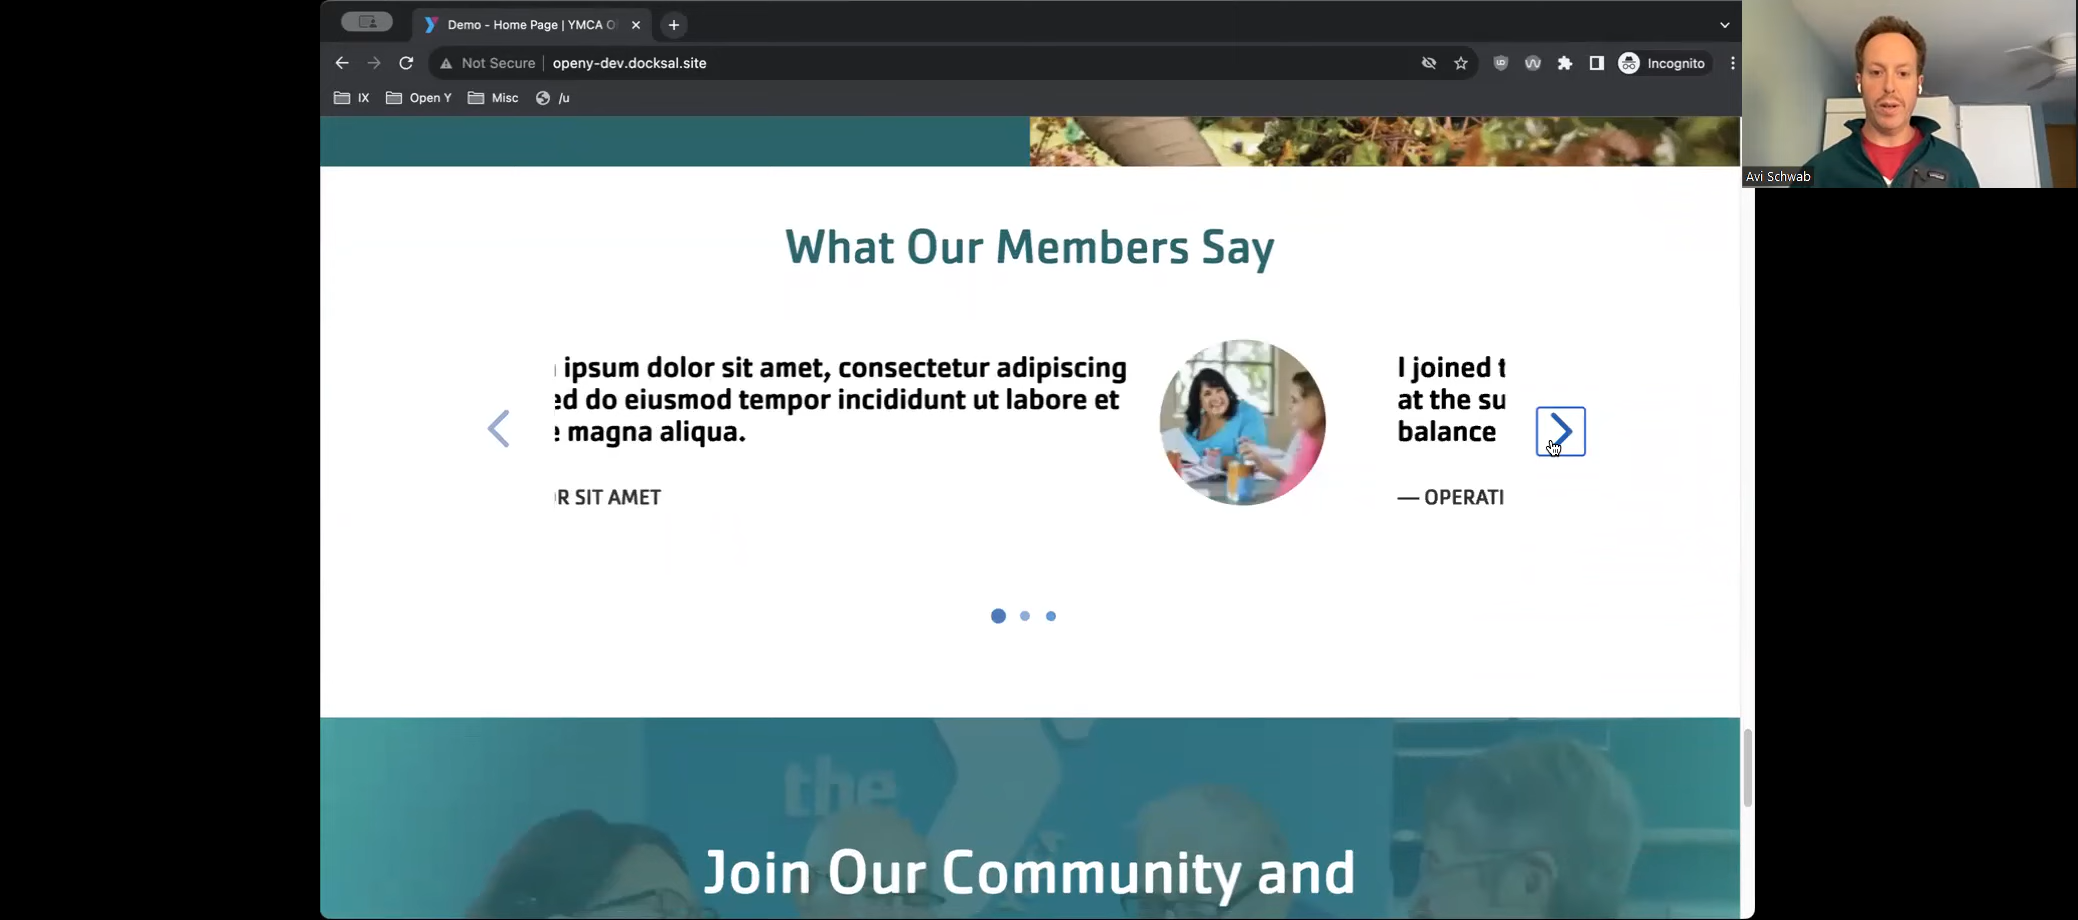 Demo - Home Page | YMCA O
Not Secure
openy-dev.docksal.site
Incognito
IX
Open Y
Misc
/u
Avi Schwab
What Our Members Say
ipsum dolor sit amet, consectetur adipiscing
ed do eiusmod tempor incididunt ut labore et
e magna aliqua.
R SIT AMET
I joined t
at the su
balance
— OPERATI
the
Join Our Community and